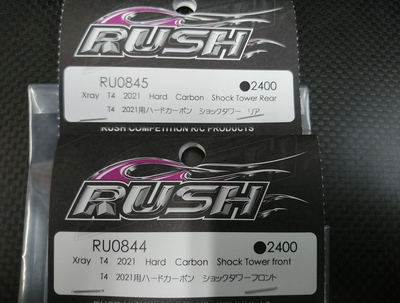 RUSH
RU0845 ●2400
Xray T4 2021 Hard Carbon Shock Tower Rear
T4 2021用ハードカーボン ショックタワー リア
RUSH COMPETITION R/C PRODUCTS
RUSH
RU0844 ●2400
Xray T4 2021 Hard Carbon Shock Tower front
T4 2021用ハードカーボン ショックタワーフロント